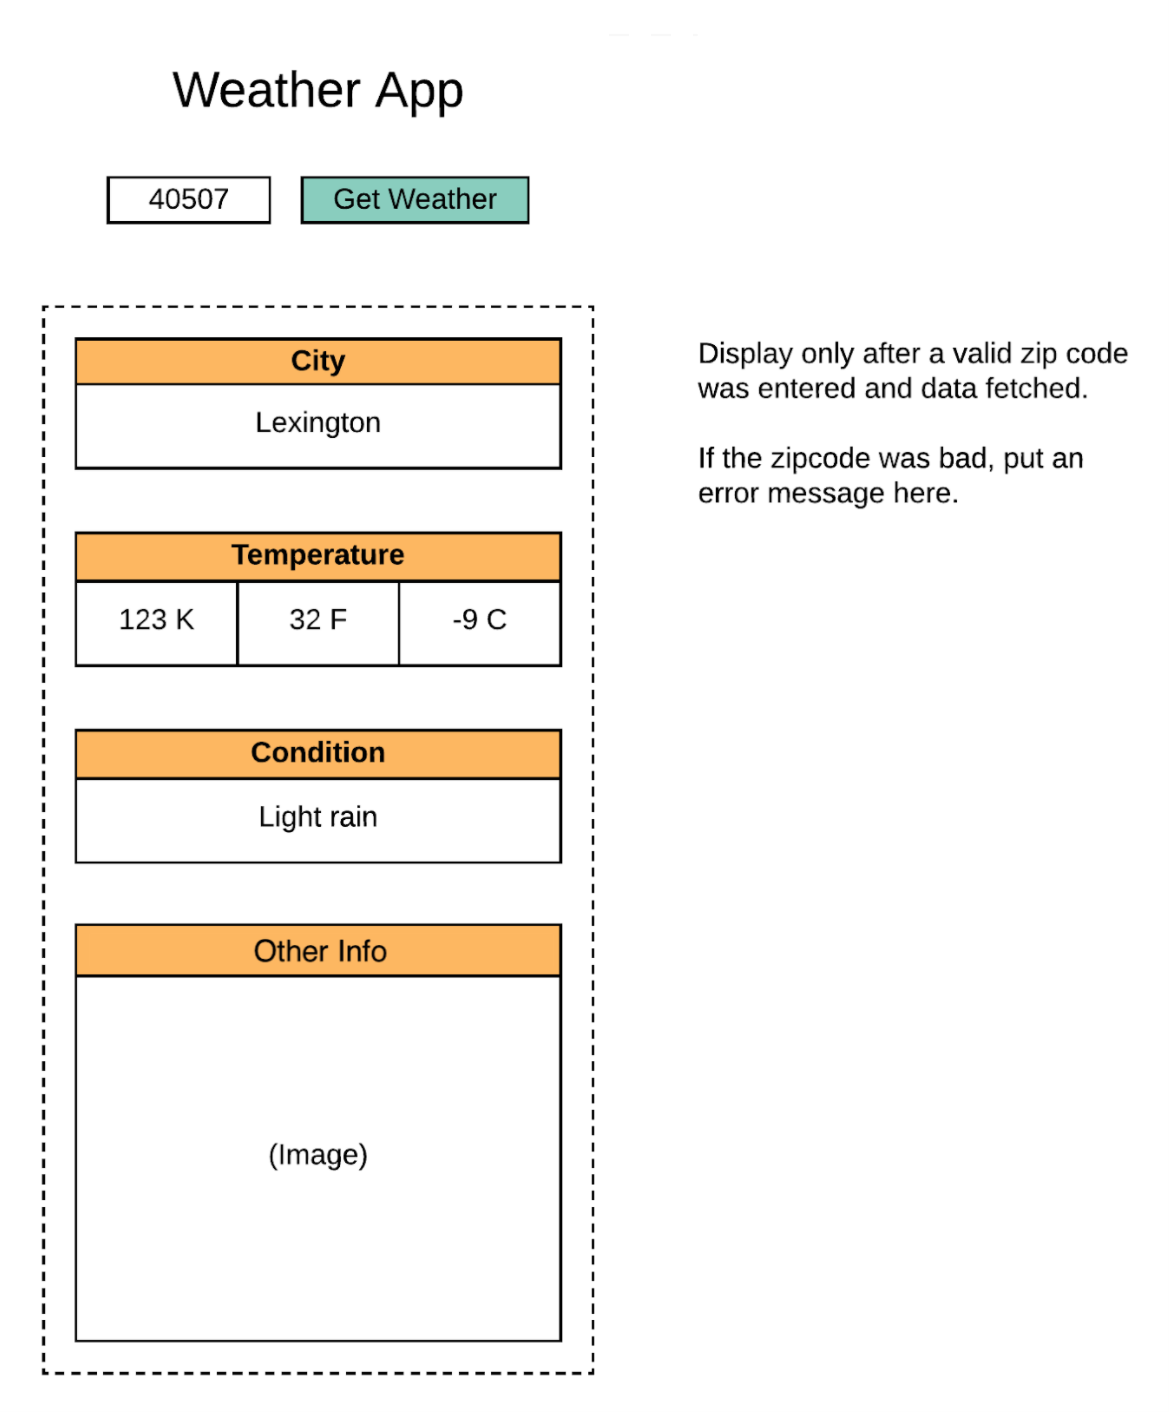 Weather App
40507
Get Weather
City
Lexington
Temperature
123 K
32 F
-9 C
Condition
Light rain
Other Info
(Image)
Display only after a valid zip code
was entered and data fetched.
If the zipcode was bad, put an
error message here.